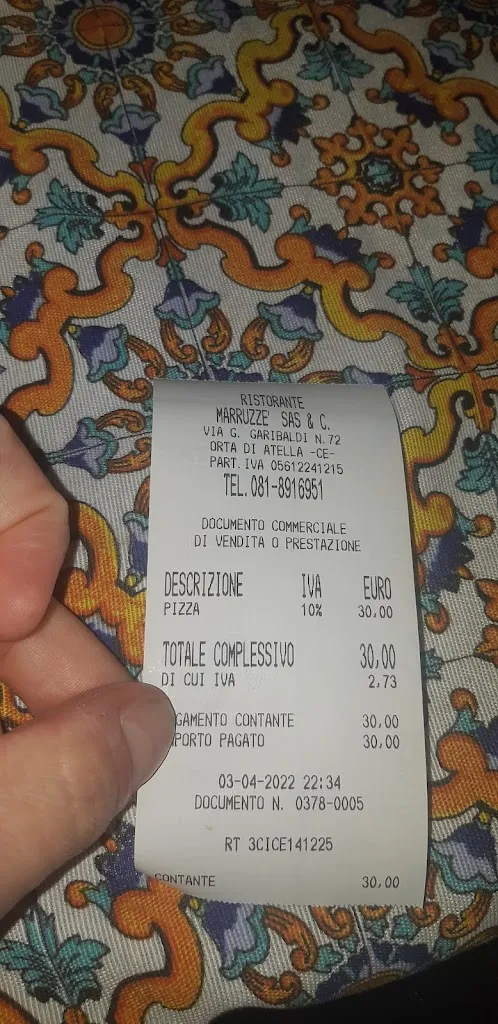 RISTORANTE
MARRUZZE' SAS & C.
VIA G. GARIBALDI N.72
ORTA DI ATELLA -CE-
PART.IVA 05612241215
TEL.081-8916951
DOCUMENTO COMMERCIALE
DI VENDITA O PRESTAZIONE
DESCRIZIONE IVA EURO
PIZZA 10% 30,00
TOTALE COMPLESSIVO 30,00
DI CUI IVA 2,73
GAMENTO CONTANTE 30,00
PORTO PAGATO 30,00
03-04-2022 22:34
DOCUMENTO N. 0378-0005
RT 3CICE141225
CONTANTE 30,00